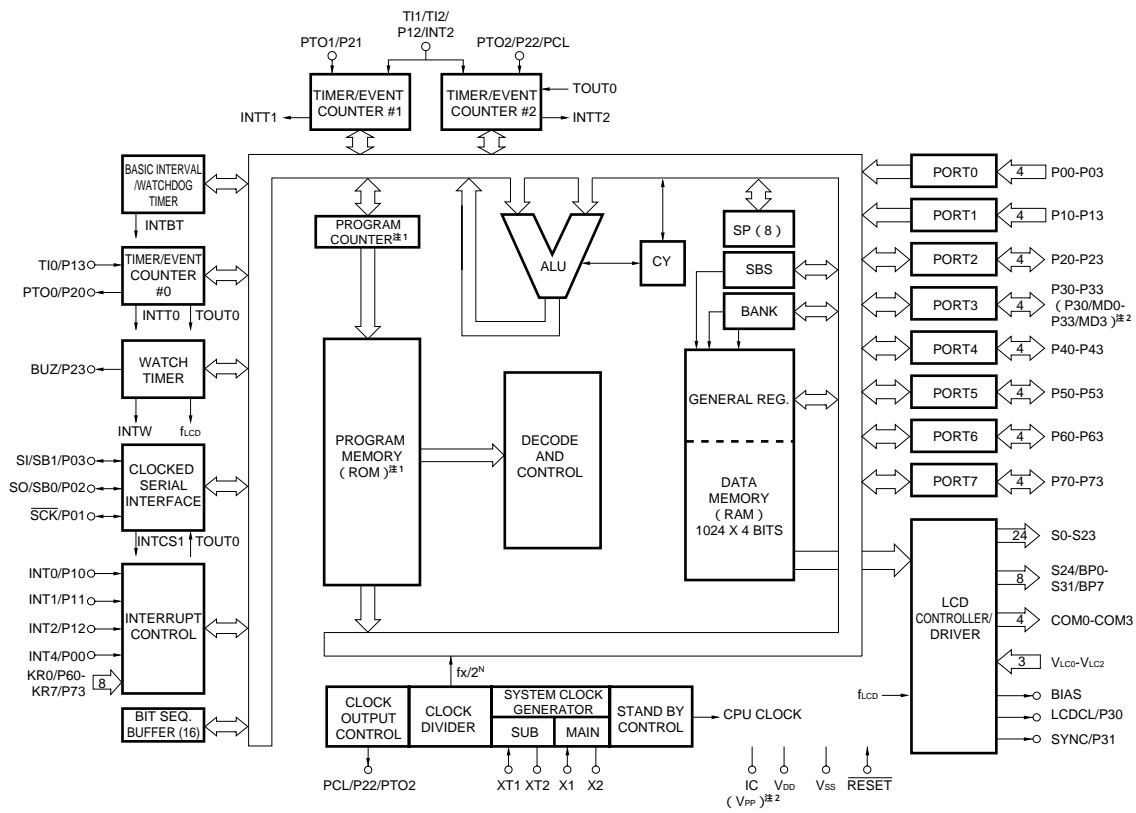 TI1/TI2/
P12/INT2
PTO1/P21
PTO2/P22/PCL
TIMER/EVENT
COUNTER #1
TIMER/EVENT
COUNTER #2
TOUT0
INTT1
INTT2
BASIC INTERVAL
/WATCHDOG
TIMER
INTBT
TI0/P13
PTO0/P20
TIMER/EVENT
COUNTER
#0
INTT0
TOUT0
BUZ/P23
WATCH
TIMER
INTW
fLCD
SI/SB1/P03
SO/SB0/P02
SCK/P01
CLOCKED
SERIAL
INTERFACE
INTCS1
TOUT0
INT0/P10
INT1/P11
INT2/P12
INT4/P00
KR0/P60-
KR7/P73
8
INTERRUPT
CONTROL
BIT SEQ.
BUFFER (16)
PROGRAM
COUNTER注1
PROGRAM
MEMORY
(ROM)注1
DECODE
AND
CONTROL
ALU
CY
SP (8)
SBS
BANK
GENERAL REG.
DATA
MEMORY
(RAM)
1024 X 4 BITS
PORT0
4
P00-P03
PORT1
4
P10-P13
PORT2
4
P20-P23
PORT3
4
P30-P33
(P30/MD0-
P33/MD3)注2
PORT4
4
P40-P43
PORT5
4
P50-P53
PORT6
4
P60-P63
PORT7
4
P70-P73
LCD
CONTROLLER/
DRIVER
24
S0-S23
8
S24/BP0-
S31/BP7
4
COM0-COM3
3
VLC0-VLC2
fLCD
BIAS
LCDCL/P30
SYNC/P31
fx/2N
CLOCK
OUTPUT
CONTROL
CLOCK
DIVIDER
SYSTEM CLOCK
GENERATOR
SUB
MAIN
STAND BY
CONTROL
CPU CLOCK
PCL/P22/PTO2
XT1
XT2
X1
X2
IC
(VPP)注2
VDD
VSS
RESET